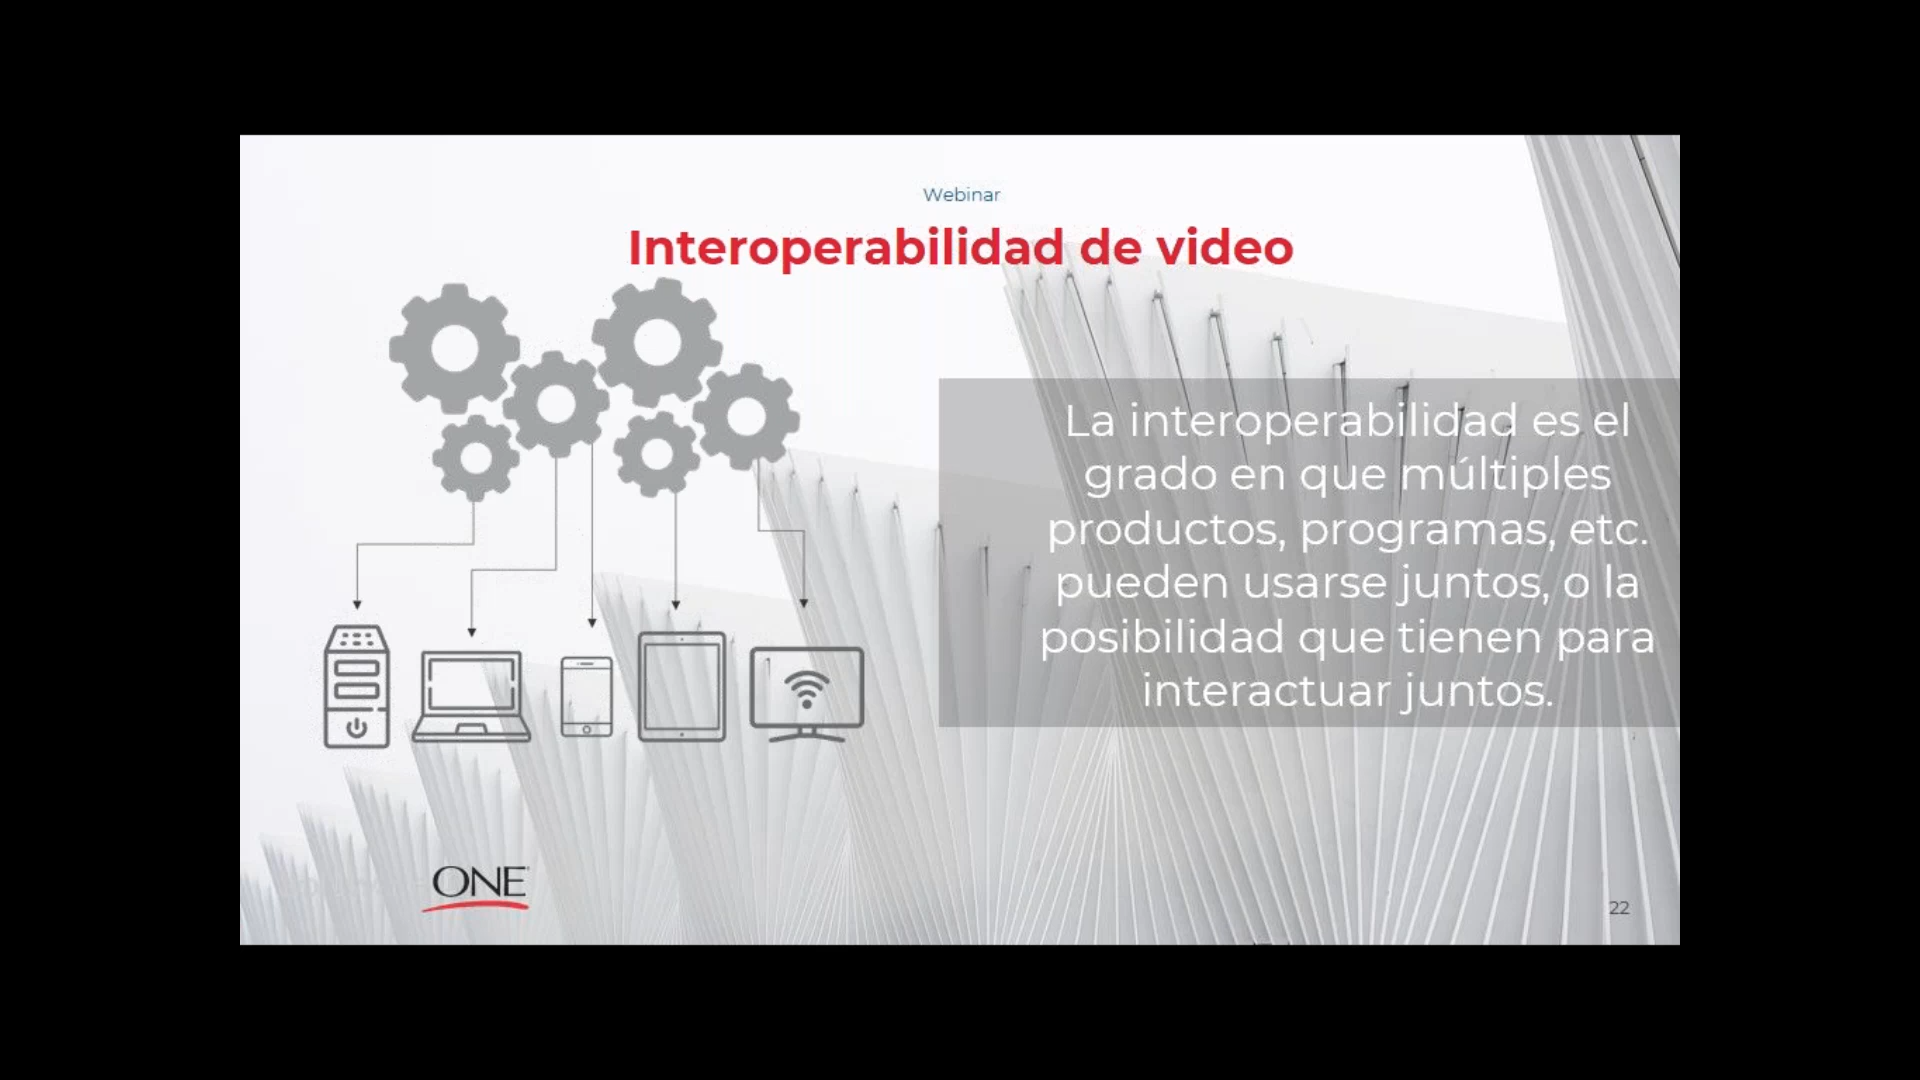 Webinar
Interoperabilidad de video
La interoperabilidad es el
grado en que múltiples
productos, programas, etc.
pueden usarse juntos, o la
posibilidad que tienen para
interactuar juntos.
ONE
22